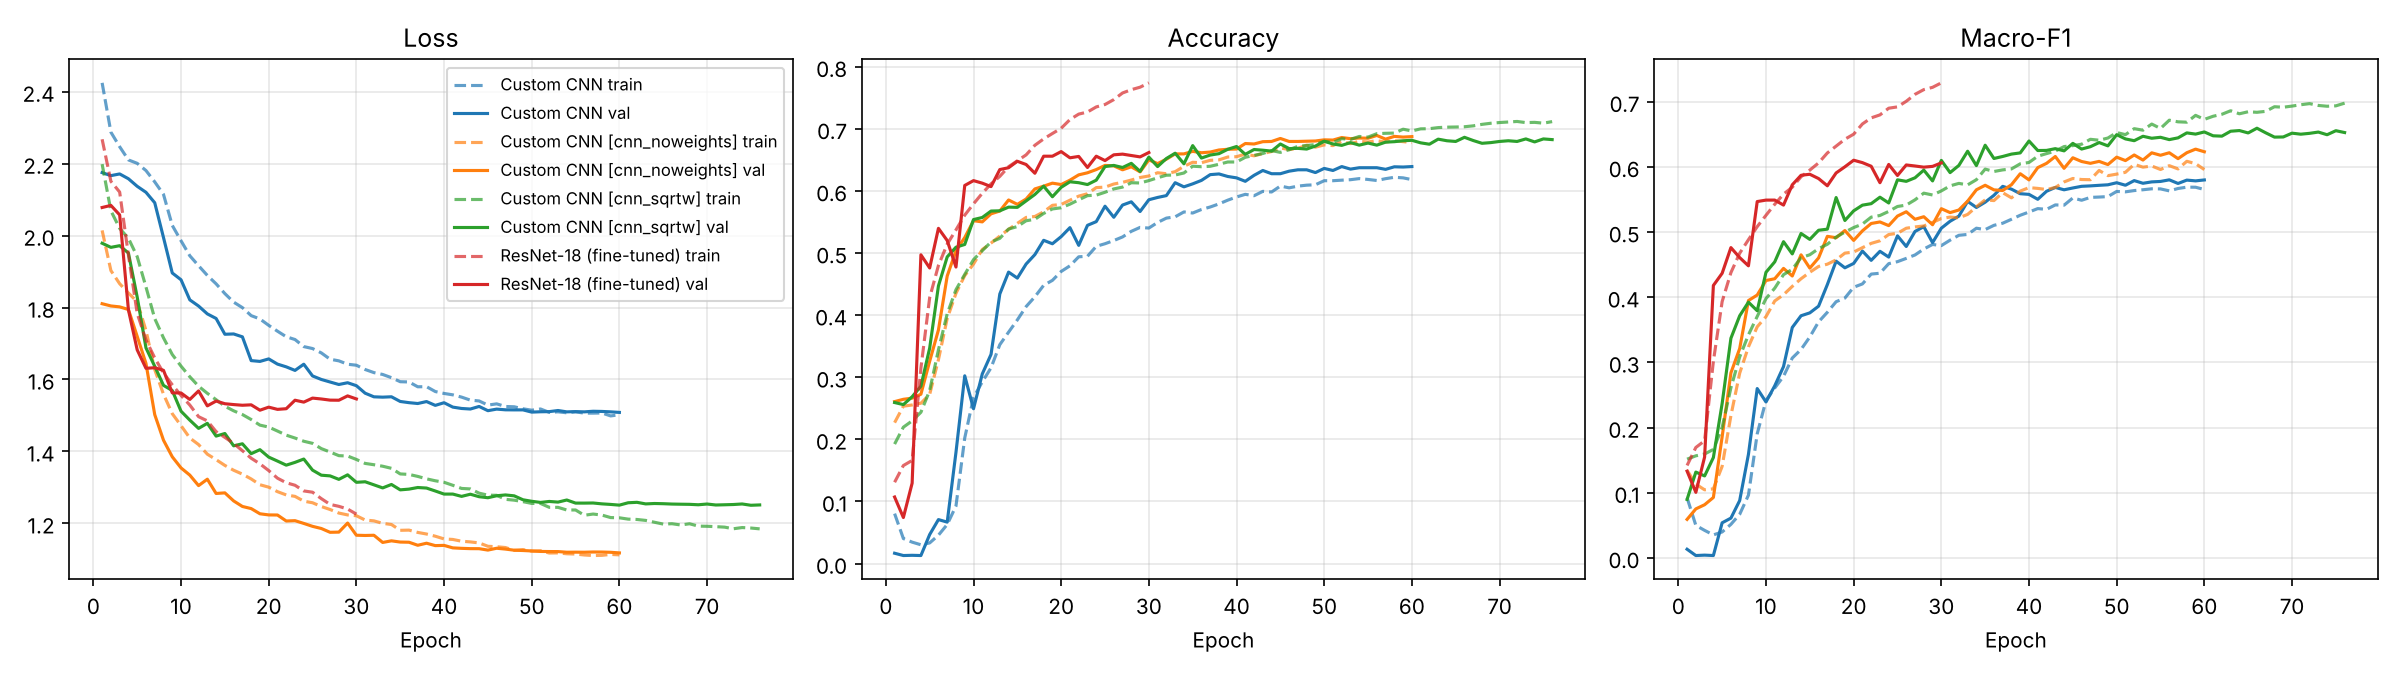 Loss
2.4
2.2
2.0
1.8
1.6
1.4
1.2
0 10 20 30 40 50 60 70
Epoch
Custom CNN train
Custom CNN val
Custom CNN [cnn_noweights] train
Custom CNN [cnn_noweights] val
Custom CNN [cnn_sqrtw] train
Custom CNN [cnn_sqrtw] val
ResNet-18 (fine-tuned) train
ResNet-18 (fine-tuned) val
Accuracy
0.8
0.7
0.6
0.5
0.4
0.3
0.2
0.1
0.0
0 10 20 30 40 50 60 70
Epoch
Macro-F1
0.7
0.6
0.5
0.4
0.3
0.2
0.1
0.0
0 10 20 30 40 50 60 70
Epoch